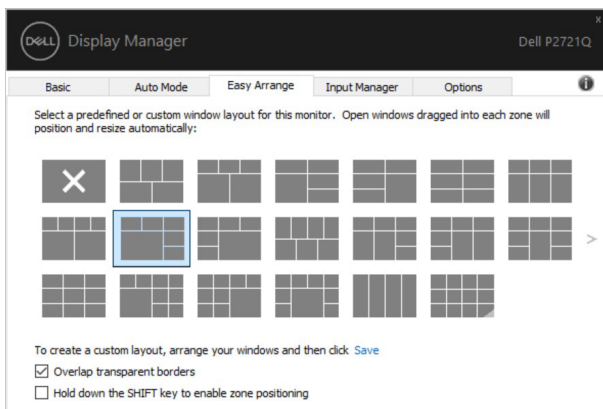 x
DELL Display Manager
Dell P2721Q
Basic Auto Mode Easy Arrange Input Manager Options
Select a predefined or custom window layout for this monitor. Open windows dragged into each zone will
position and resize automatically:
To create a custom layout, arrange your windows and then click Save
Overlap transparent borders
Hold down the SHIFT key to enable zone positioning